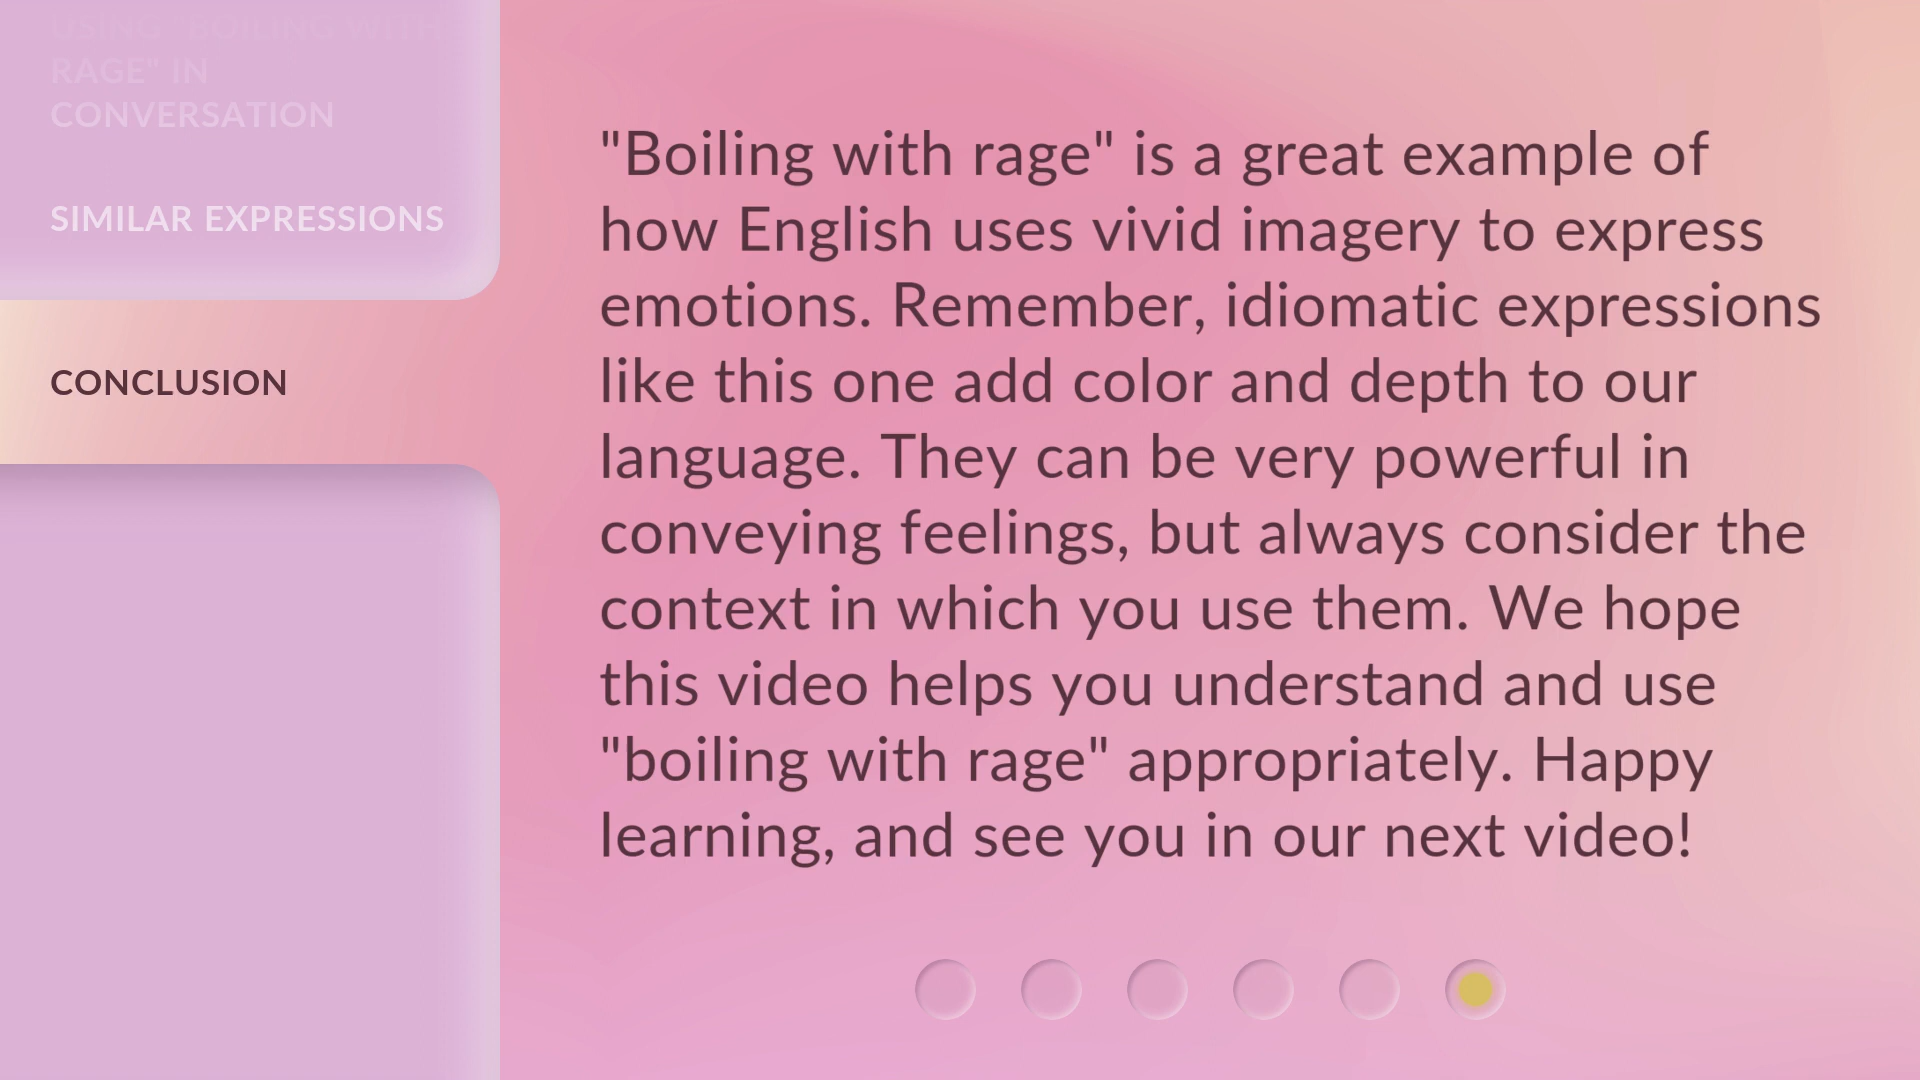 USING "BOILING WITH
RAGE" IN
CONVERSATION
SIMILAR EXPRESSIONS
CONCLUSION
"Boiling with rage" is a great example of
how English uses vivid imagery to express
emotions. Remember, idiomatic expressions
like this one add color and depth to our
language. They can be very powerful in
conveying feelings, but always consider the
context in which you use them. We hope
this video helps you understand and use
"boiling with rage" appropriately. Happy
learning, and see you in our next video!